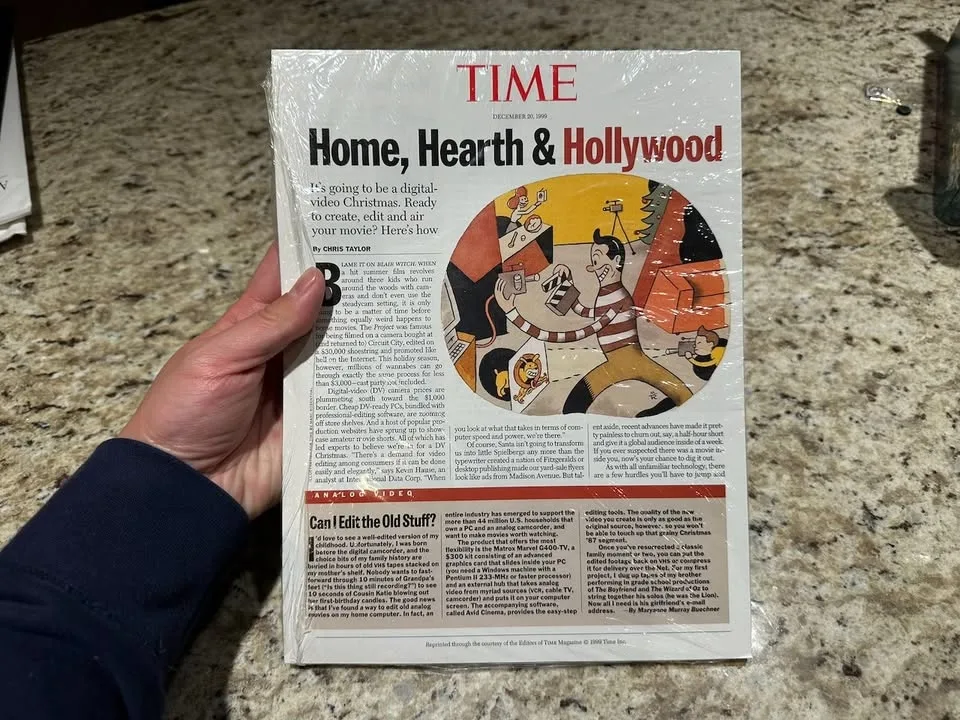 TIME
DECEMBER 20, 1999
Home, Hearth & Hollywood
It's going to be a digital-
video Christmas. Ready
to create, edit and air
your movie? Here's how
By CHRIS TAYLOR
BLAME IT ON BLAIR WITCH. WHEN
a hit summer film revolves
around three kids who run
around the woods with cam-
eras and don't even use the
steadycam setting, it is only
to be a matter of time before
something equally weird happens to
home movies. The Project was famous
for being filmed on a camera bought at
(and returned to) Circuit City, edited on
a $30,000 shoestring and promoted like
hell on the Internet. This holiday season,
however, millions of wannabes can go
through exactly the same process for less
than $3,000—cast party not included.
Digital-video (DV) camera prices are
plummeting south toward the $1,000
border. Cheap DV-ready PCs, bundled with
professional-editing software, are zooming
off store shelves. And a host of popular pro-
duction websites have sprung up to show-
case amateur movie shorts. All of which has
led experts to believe we're in for a DV
Christmas. "There's a demand for video
editing among consumers if it can be done
easily and elegantly," says Kevin Hause, an
analyst at International Data Corp. "When
you look at what that takes in terms of com-
puter speed and power, we're there."
Of course, Santa isn't going to transform
us into little Spielbergs any more than the
typewriter created a nation of Fitzgeralds or
desktop publishing made our yard-sale flyers
look like ads from Madison Avenue. But tal-
ent aside, recent advances have made it pret-
ty painless to churn out, say, a half-hour short
and give it a global audience inside of a week.
If you ever suspected there was a movie in-
side you, now's your chance to dig it out.
As with all unfamiliar technology, there
are a few hurdles you'll have to jump and
ANALOG VIDEO
Can I Edit the Old Stuff?
I'd love to see a well-edited version of my
childhood. Unfortunately, I was born
before the digital camcorder, and the
choice bits of my family history are
buried in hours of old VHS tapes stacked on
my mother's shelf. Nobody wants to fast-
forward through 10 minutes of Grandpa's
feet ("Is this thing still recording?") to see
10 seconds of Cousin Katie blowing out
her first-birthday candles. The good news
is that I've found a way to edit old analog
movies on my home computer. In fact, an
entire industry has emerged to support the
more than 44 million U.S. households that
own a PC and an analog camcorder, and
want to make movies worth watching.
The product that offers the most
flexibility is the Matrox Marvel G400-TV, a
$300 kit consisting of an advanced
graphics card that slides inside your PC
(you need a Windows machine with a
Pentium II 233-MHz or faster processor)
and an external hub that takes analog
video from myriad sources (VCR, cable TV,
camcorder) and puts it on your computer
screen. The accompanying software,
called Avid Cinema, provides the easy-step
editing tools. The quality of the new
video you create is only as good as the
original source, however, so you won't
be able to touch up that grainy Christmas
'87 segment.
Once you've resurrected a classic
family moment or two, you can put the
edited footage back on VHS or compress
it for delivery over the Net. For my first
project, I dug up tapes of my brother
performing in grade school productions
of The Boyfriend and The Wizard of Oz to
string together his solos (he was the Lion).
Now all I need is his girlfriend's e-mail
address. —By Maryanne Murray Buechner
Reprinted through the courtesy of the Editors of TIME Magazine © 1999 Time Inc.